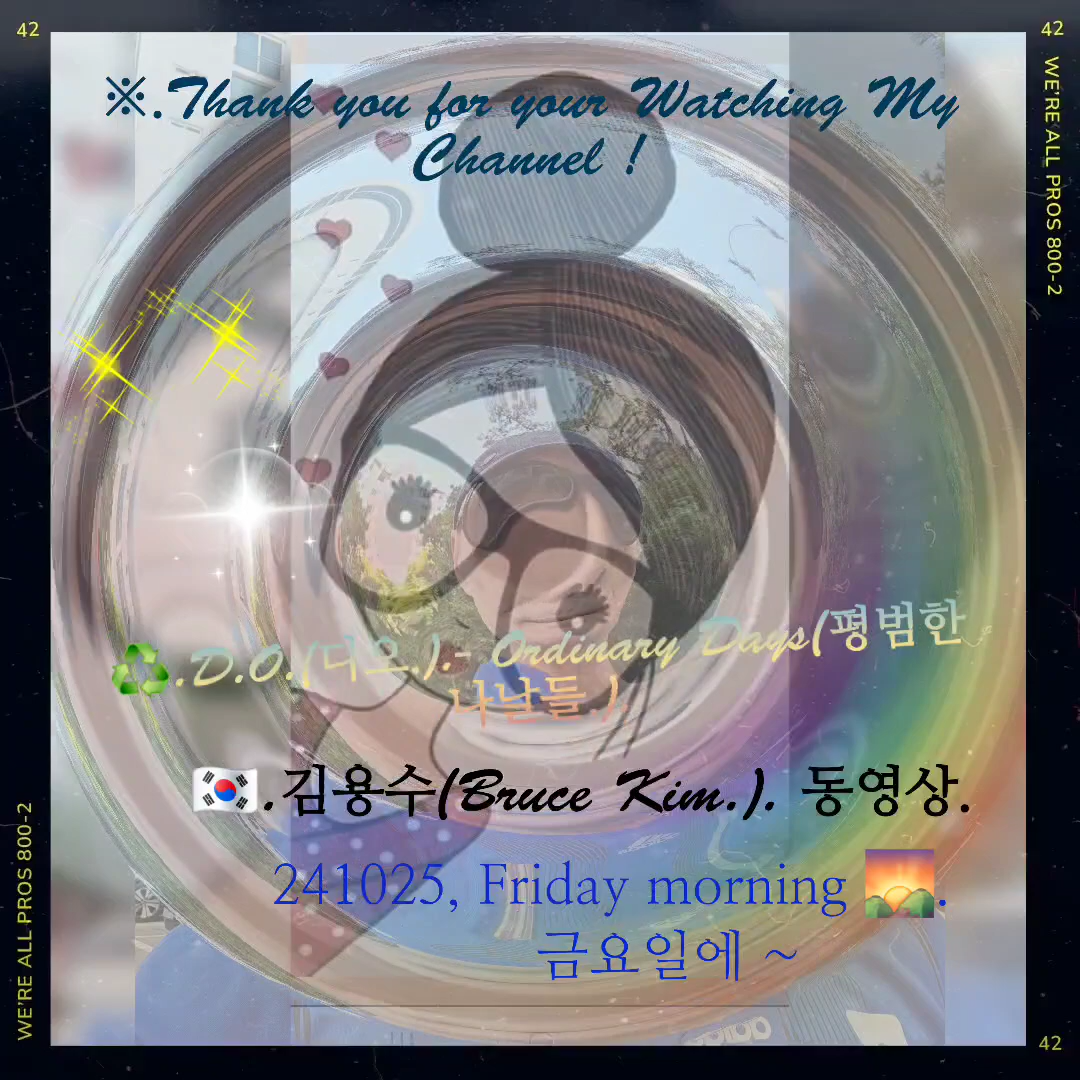 42
42
WE'RE ALL PROS 800-2
※.Thank you for your Watching My
Channel !
♻.D.O.(디오.).- Ordinary Days(평범한
나날들.).
🇰🇷.김용수(Bruce Kim.). 동영상.
241025, Friday morning 🌄.
금요일에 ~
WE'RE ALL PROS 800-2
42